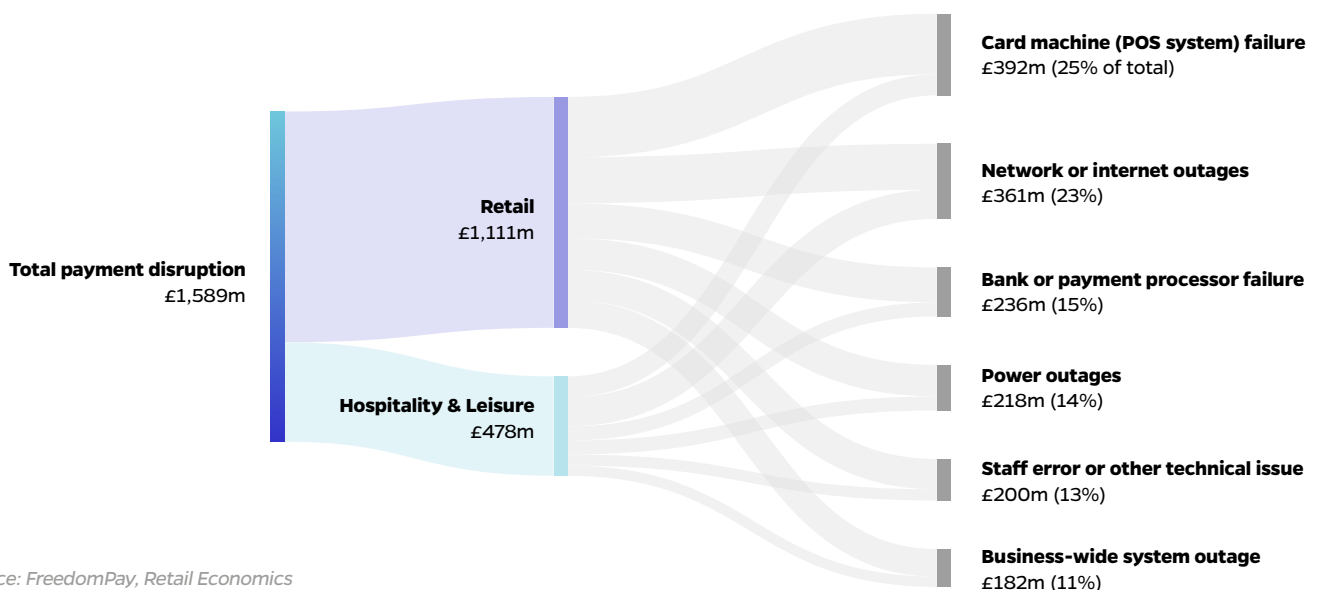 Total payment disruption
£1,589m
Retail
£1,111m
Hospitality & Leisure
£478m
Card machine (POS system) failure
£392m (25% of total)
Network or internet outages
£361m (23%)
Bank or payment processor failure
£236m (15%)
Power outages
£218m (14%)
Staff error or other technical issue
£200m (13%)
Business-wide system outage
£182m (11%)
ce: FreedomPay, Retail Economics